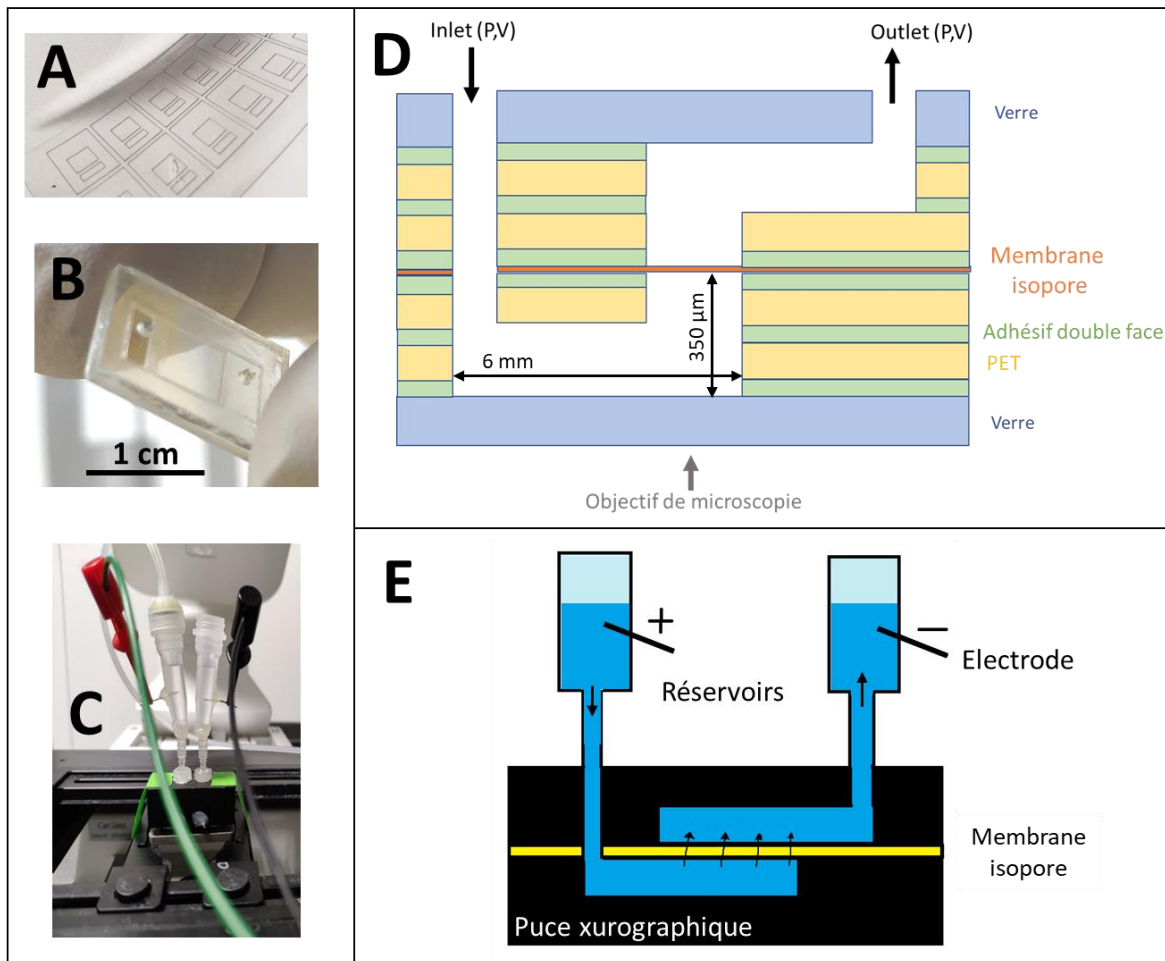 A
B
1 cm
C
D
Inlet (P,V)
Outlet (P,V)
Verre
Membrane
isopore
Adhésif double face
PET
350 µm
6 mm
Verre
Objectif de microscopie
E
+
−
Electrode
Réservoirs
Membrane
isopore
Puce xurographique